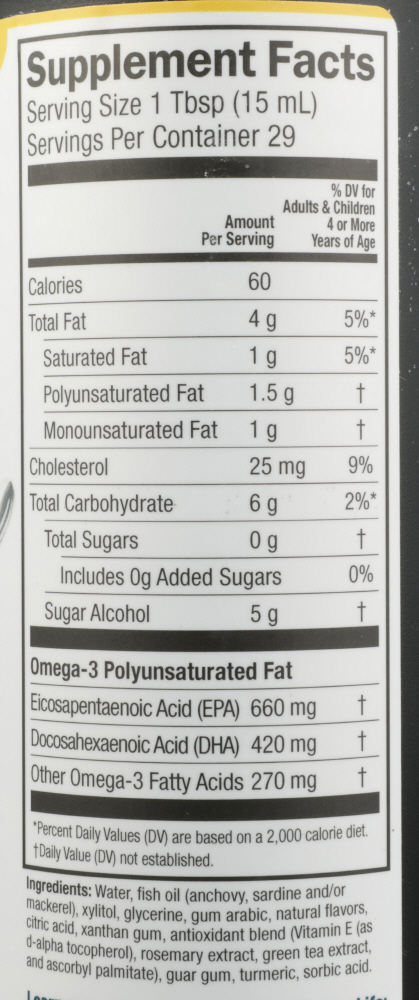 Supplement Facts
Serving Size 1 Tbsp (15 mL)
Servings Per Container 29
% DV for
Adults & Children
Amount 4 or More
Per Serving Years of Age
Calories 60
Total Fat 4 g 5%*
Saturated Fat 1 g 5%*
Polyunsaturated Fat 1.5 g †
Monounsaturated Fat 1 g †
Cholesterol 25 mg 9%
Total Carbohydrate 6 g 2%*
Total Sugars 0 g †
Includes 0g Added Sugars 0%
Sugar Alcohol 5 g †
Omega-3 Polyunsaturated Fat
Eicosapentaenoic Acid (EPA) 660 mg †
Docosahexaenoic Acid (DHA) 420 mg †
Other Omega-3 Fatty Acids 270 mg †
*Percent Daily Values (DV) are based on a 2,000 calorie diet.
†Daily Value (DV) not established.
Ingredients: Water, fish oil (anchovy, sardine and/or
mackerel), xylitol, glycerine, gum arabic, natural flavors,
citric acid, xanthan gum, antioxidant blend (Vitamin E (as
d-alpha tocopherol), rosemary extract, green tea extract,
and ascorbyl palmitate), guar gum, turmeric, sorbic acid.